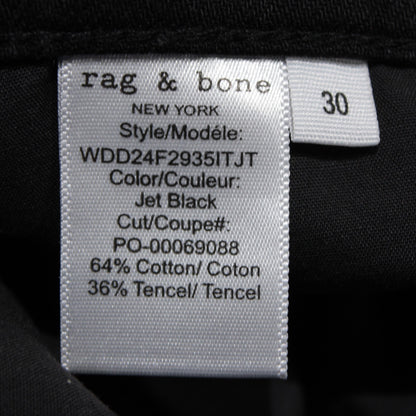 rag & bone
30
NEW YORK
Style/Modéle:
WDD24F2935ITJT
Color/Couleur:
Jet Black
Cut/Coupe#:
PO-00069088
64% Cotton/ Coton
36% Tencel/ Tencel